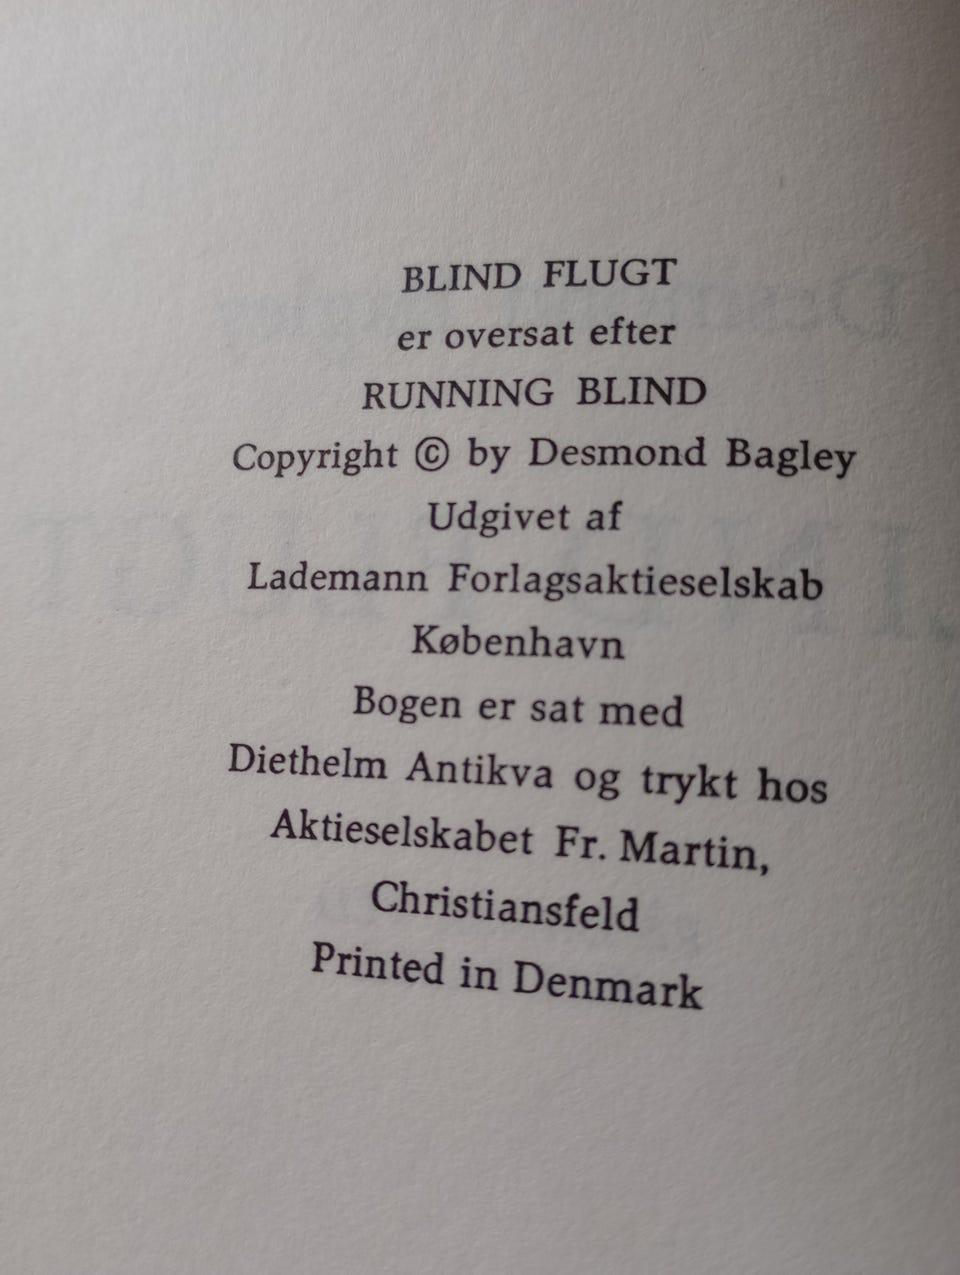 BLIND FLUGT
er oversat efter
RUNNING BLIND
Copyright © by Desmond Bagley
Udgivet af
Lademann Forlagsaktieselskab
København
Bogen er sat med
Diethelm Antikva og trykt hos
Aktieselskabet Fr. Martin,
Christiansfeld
Printed in Denmark